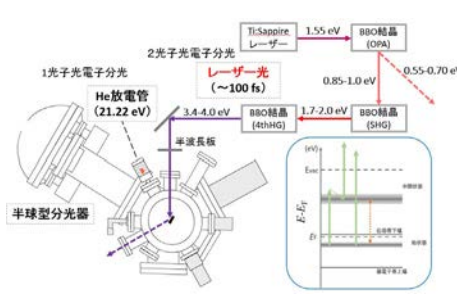 Ti:Sappire
レーザー
1.55 eV
BBO結晶
(OPA)
2光子光電子分光
1光子光電子分光
レーザー光
(~100 fs)
0.55-0.70 eV
0.85-1.0 eV
He放電管
(21.22 eV)
3.4-4.0 eV
BBO結晶
(4thHG)
1.7-2.0 eV
BBO結晶
(SHG)
半波長板
半球型分光器
(eV)
E-EF
EF